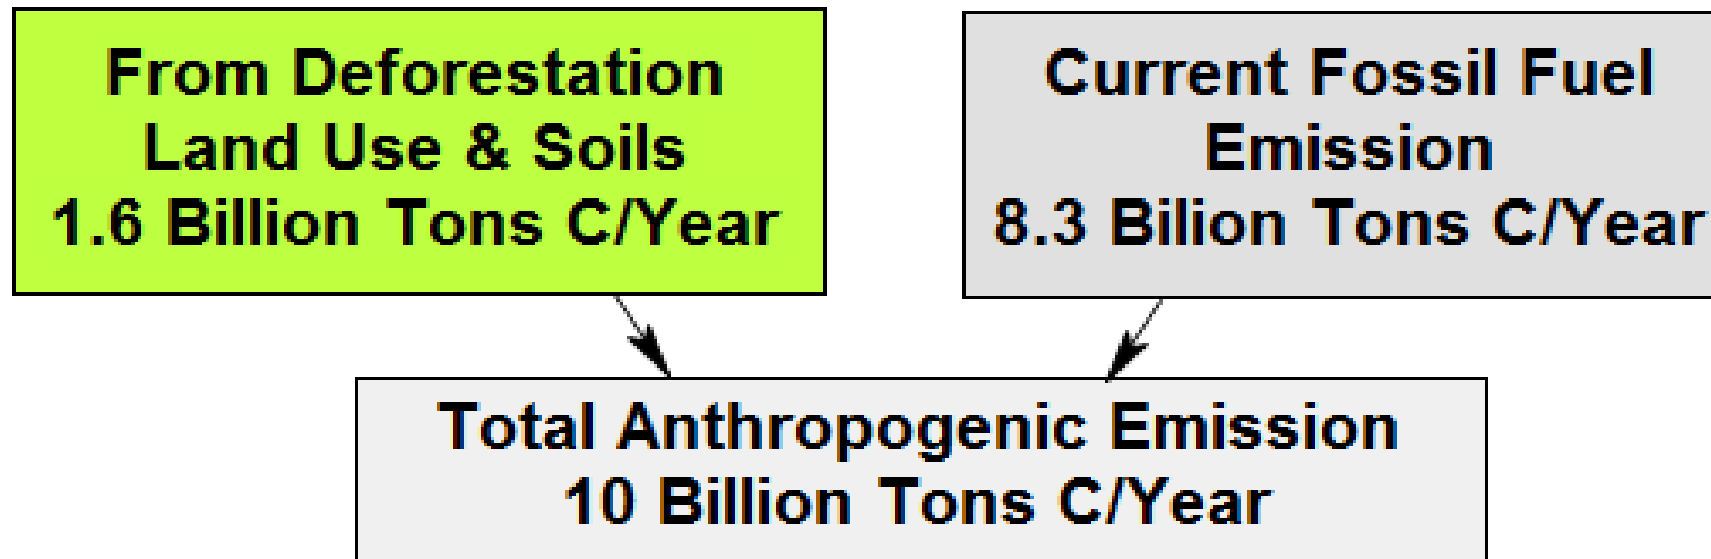 From Deforestation
Land Use & Soils
1.6 Billion Tons C/Year
Current Fossil Fuel
Emission
8.3 Bilion Tons C/Year
Total Anthropogenic Emission
10 Billion Tons C/Year